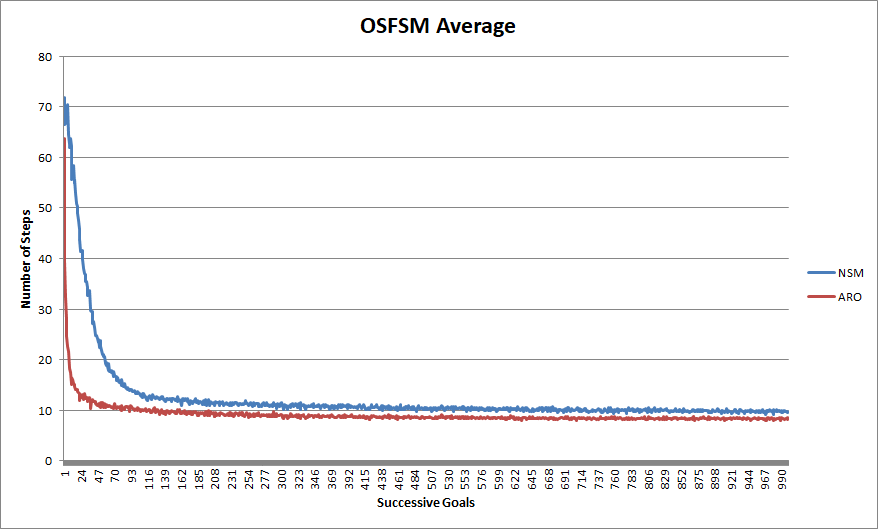 OSFSM Average
80
70
60
50
40
30
20
10
0
Number of Steps
1 24 47 70 93 116 139 162 185 208 231 254 277 300 323 346 369 392 415 438 461 484 507 530 553 576 599 622 645 668 691 714 737 760 783 806 829 852 875 898 921 944 967 990
Successive Goals
NSM
ARO